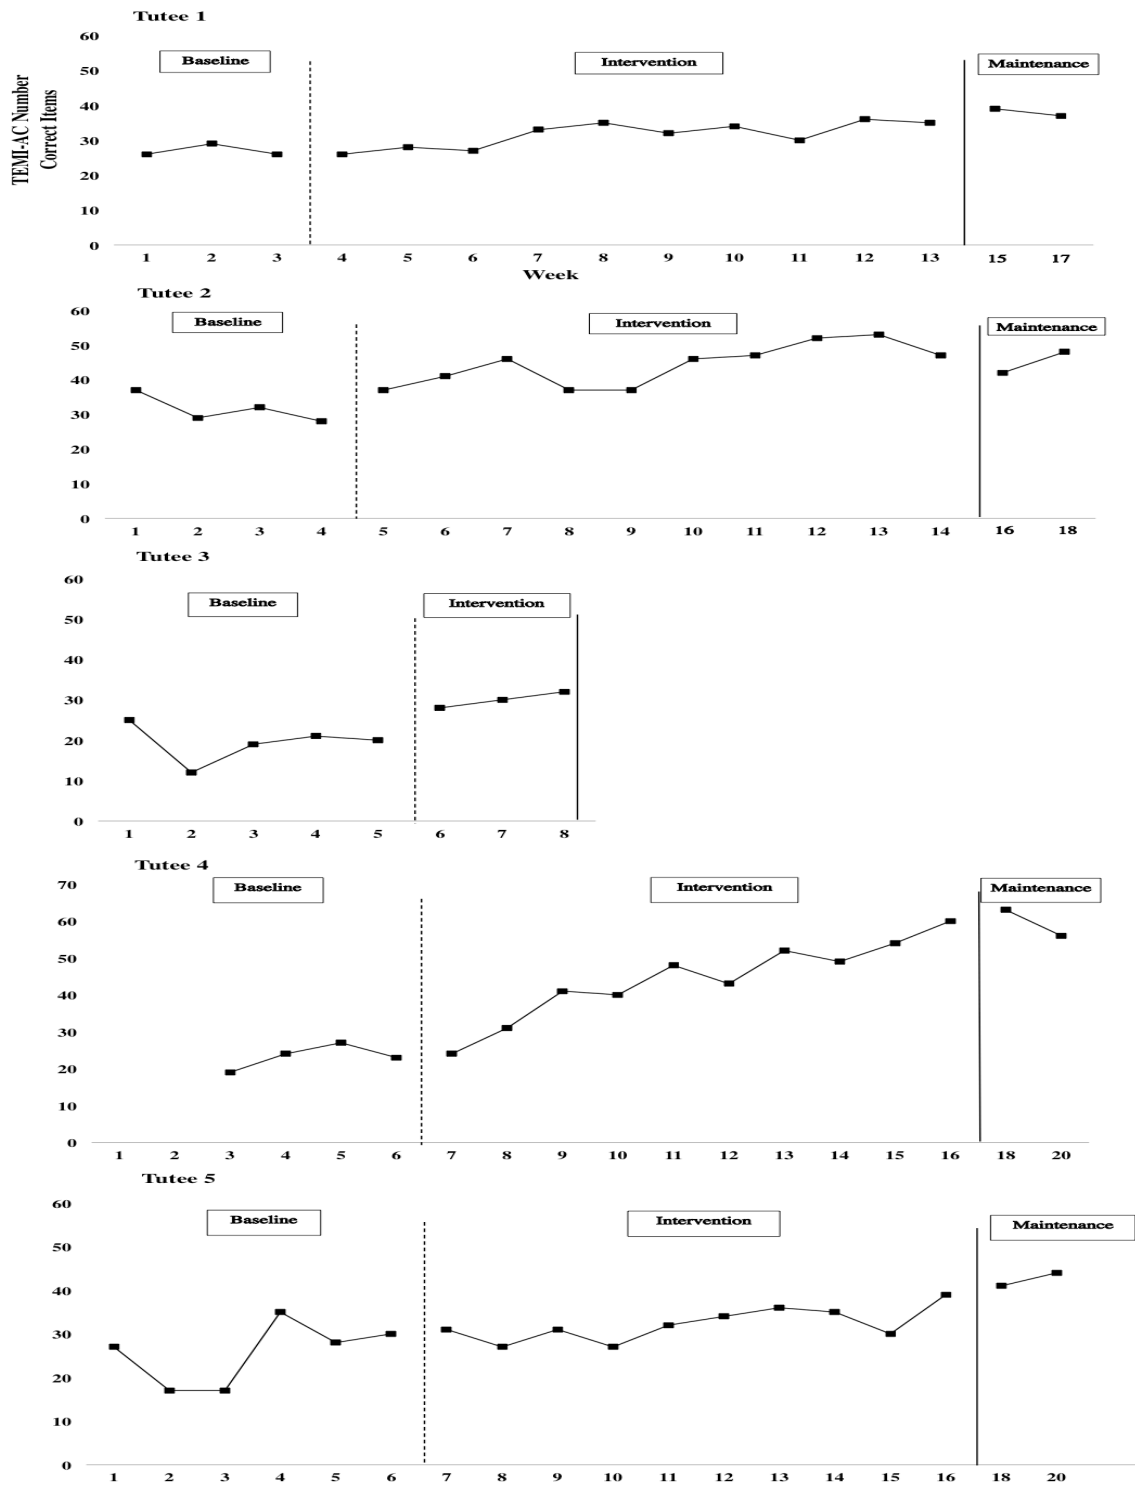 Tutee 1
60
Baseline
Intervention
Maintenance
50
40
30
20
10
0
TEMI-AC Number
Correct Items
1 2 3 4 5 6 7 8 9 10 11 12 13 15 17
Week
Tutee 2
60
Baseline
Intervention
Maintenance
50
40
30
20
10
0
1 2 3 4 5 6 7 8 9 10 11 12 13 14 16 18
Tutee 3
60
Baseline
Intervention
50
40
30
20
10
0
1 2 3 4 5 6 7 8
Tutee 4
70
Baseline
Intervention
Maintenance
60
50
40
30
20
10
0
1 2 3 4 5 6 7 8 9 10 11 12 13 14 15 16 18 20
Tutee 5
60
Baseline
Intervention
Maintenance
50
40
30
20
10
0
1 2 3 4 5 6 7 8 9 10 11 12 13 14 15 16 18 20